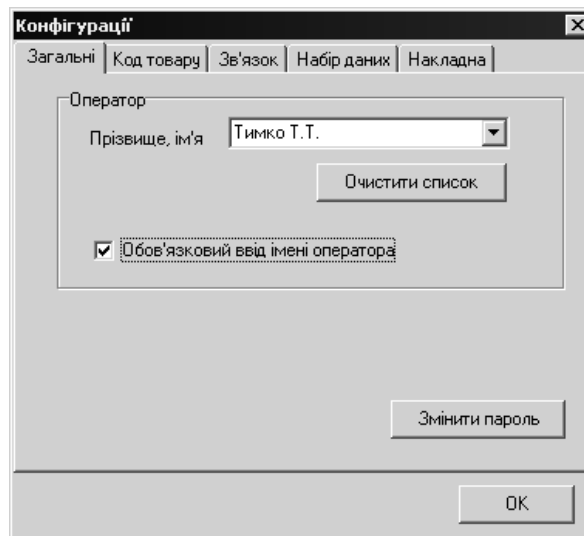 Конфігурації
Загальні Код товару Зв'язок Набір даних Накладна
Оператор
Прізвище, ім'я Тимко Т.Т.
Очистити список
Обов'язковий ввід імені оператора
Змінити пароль
OK